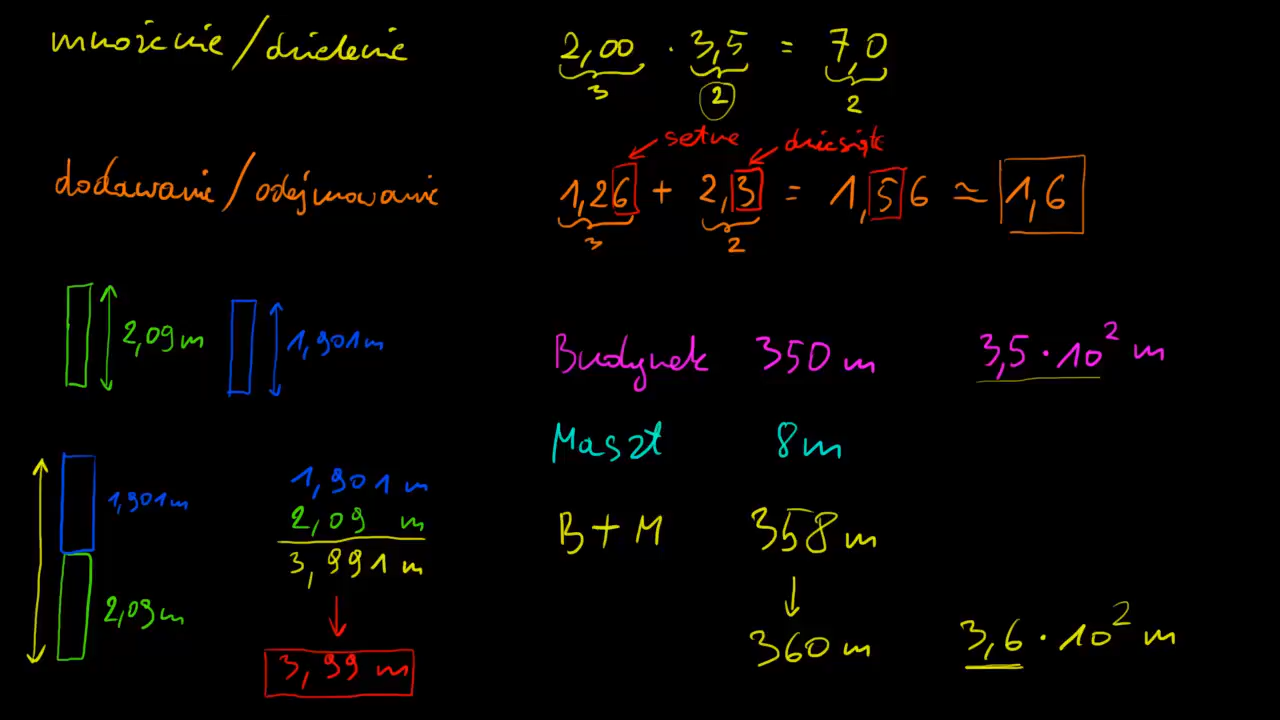 mnożenie/dzielenie 2,00 · 3,5 = 7,0
3 2 2
setne dziesiąte
dodawanie/odejmowanie 1,26 + 2,3 = 1,56 ≃ 1,6
3 2
2,09 m 1,901 m
Budynek 350 m 3,5 · 10² m
Maszt 8 m
1,901 m
1,901 m
2,09 m
3,991 m
B + M 358 m
2,09 m
360 m 3,6 · 10² m
3,99 m